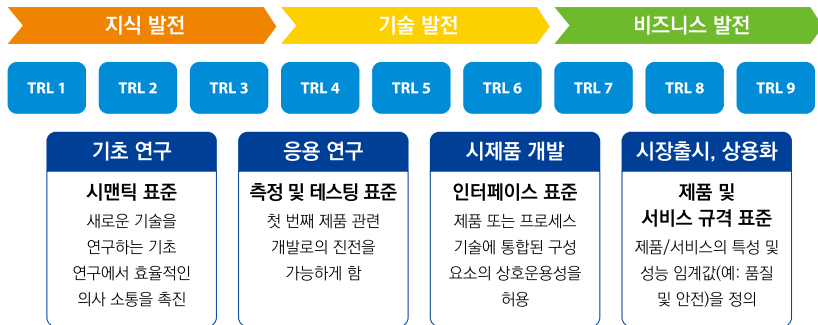 지식 발전
기술 발전
비즈니스 발전
TRL 1
TRL 2
TRL 3
TRL 4
TRL 5
TRL 6
TRL 7
TRL 8
TRL 9
기초 연구
시맨틱 표준
새로운 기술을
연구하는 기초
연구에서 효율적인
의사 소통을 촉진
응용 연구
측정 및 테스팅 표준
첫 번째 제품 관련
개발로의 진전을
가능하게 함
시제품 개발
인터페이스 표준
제품 또는 프로세스
기술에 통합된 구성
요소의 상호운용성을
허용
시장출시, 상용화
제품 및
서비스 규격 표준
제품/서비스의 특성 및
성능 임계값(예: 품질
및 안전)을 정의